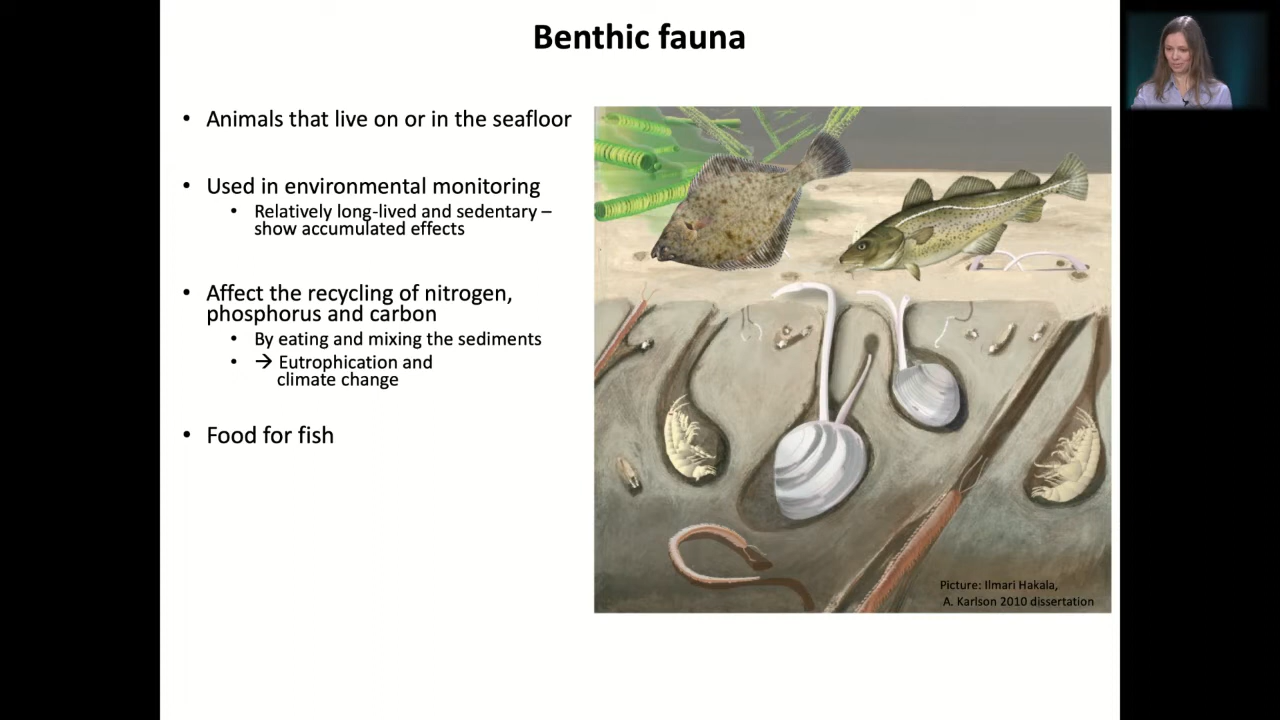 Benthic fauna
• Animals that live on or in the seafloor
• Used in environmental monitoring
• Relatively long-lived and sedentary –
show accumulated effects
• Affect the recycling of nitrogen,
phosphorus and carbon
• By eating and mixing the sediments
• → Eutrophication and
climate change
• Food for fish
Picture: Ilmari Hakala,
A. Karlson 2010 dissertation